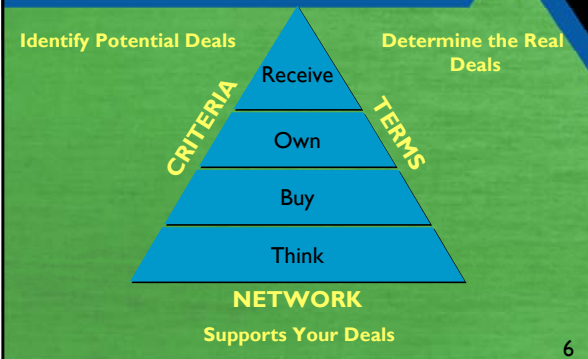 Identify Potential Deals
Determine the Real
Deals
Receive
CRITERIA
TERMS
Own
Buy
Think
NETWORK
Supports Your Deals
6